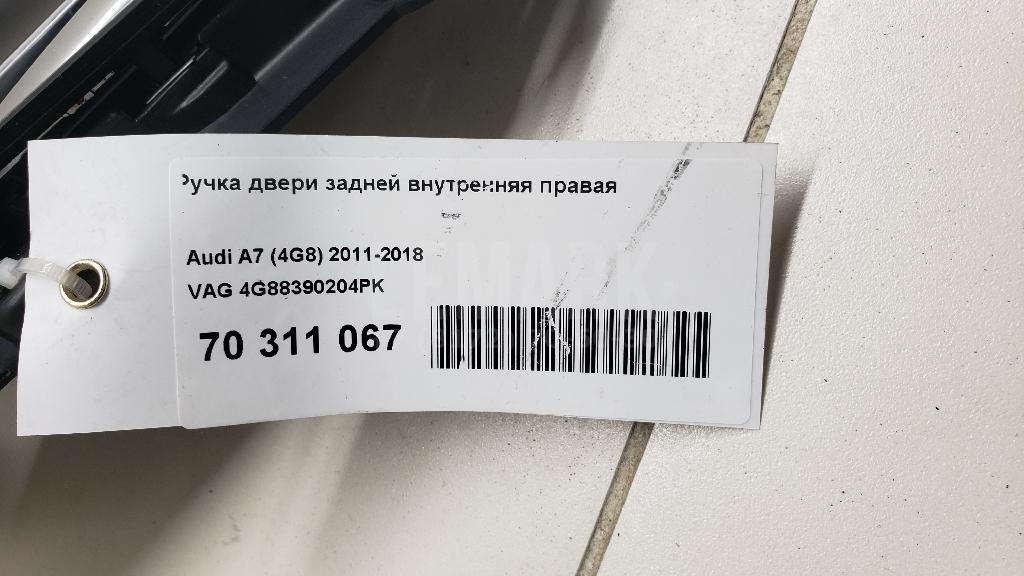 Ручка двери задней внутренняя правая
Audi A7 (4G8) 2011-2018
VAG 4G88390204PK
70 311 067